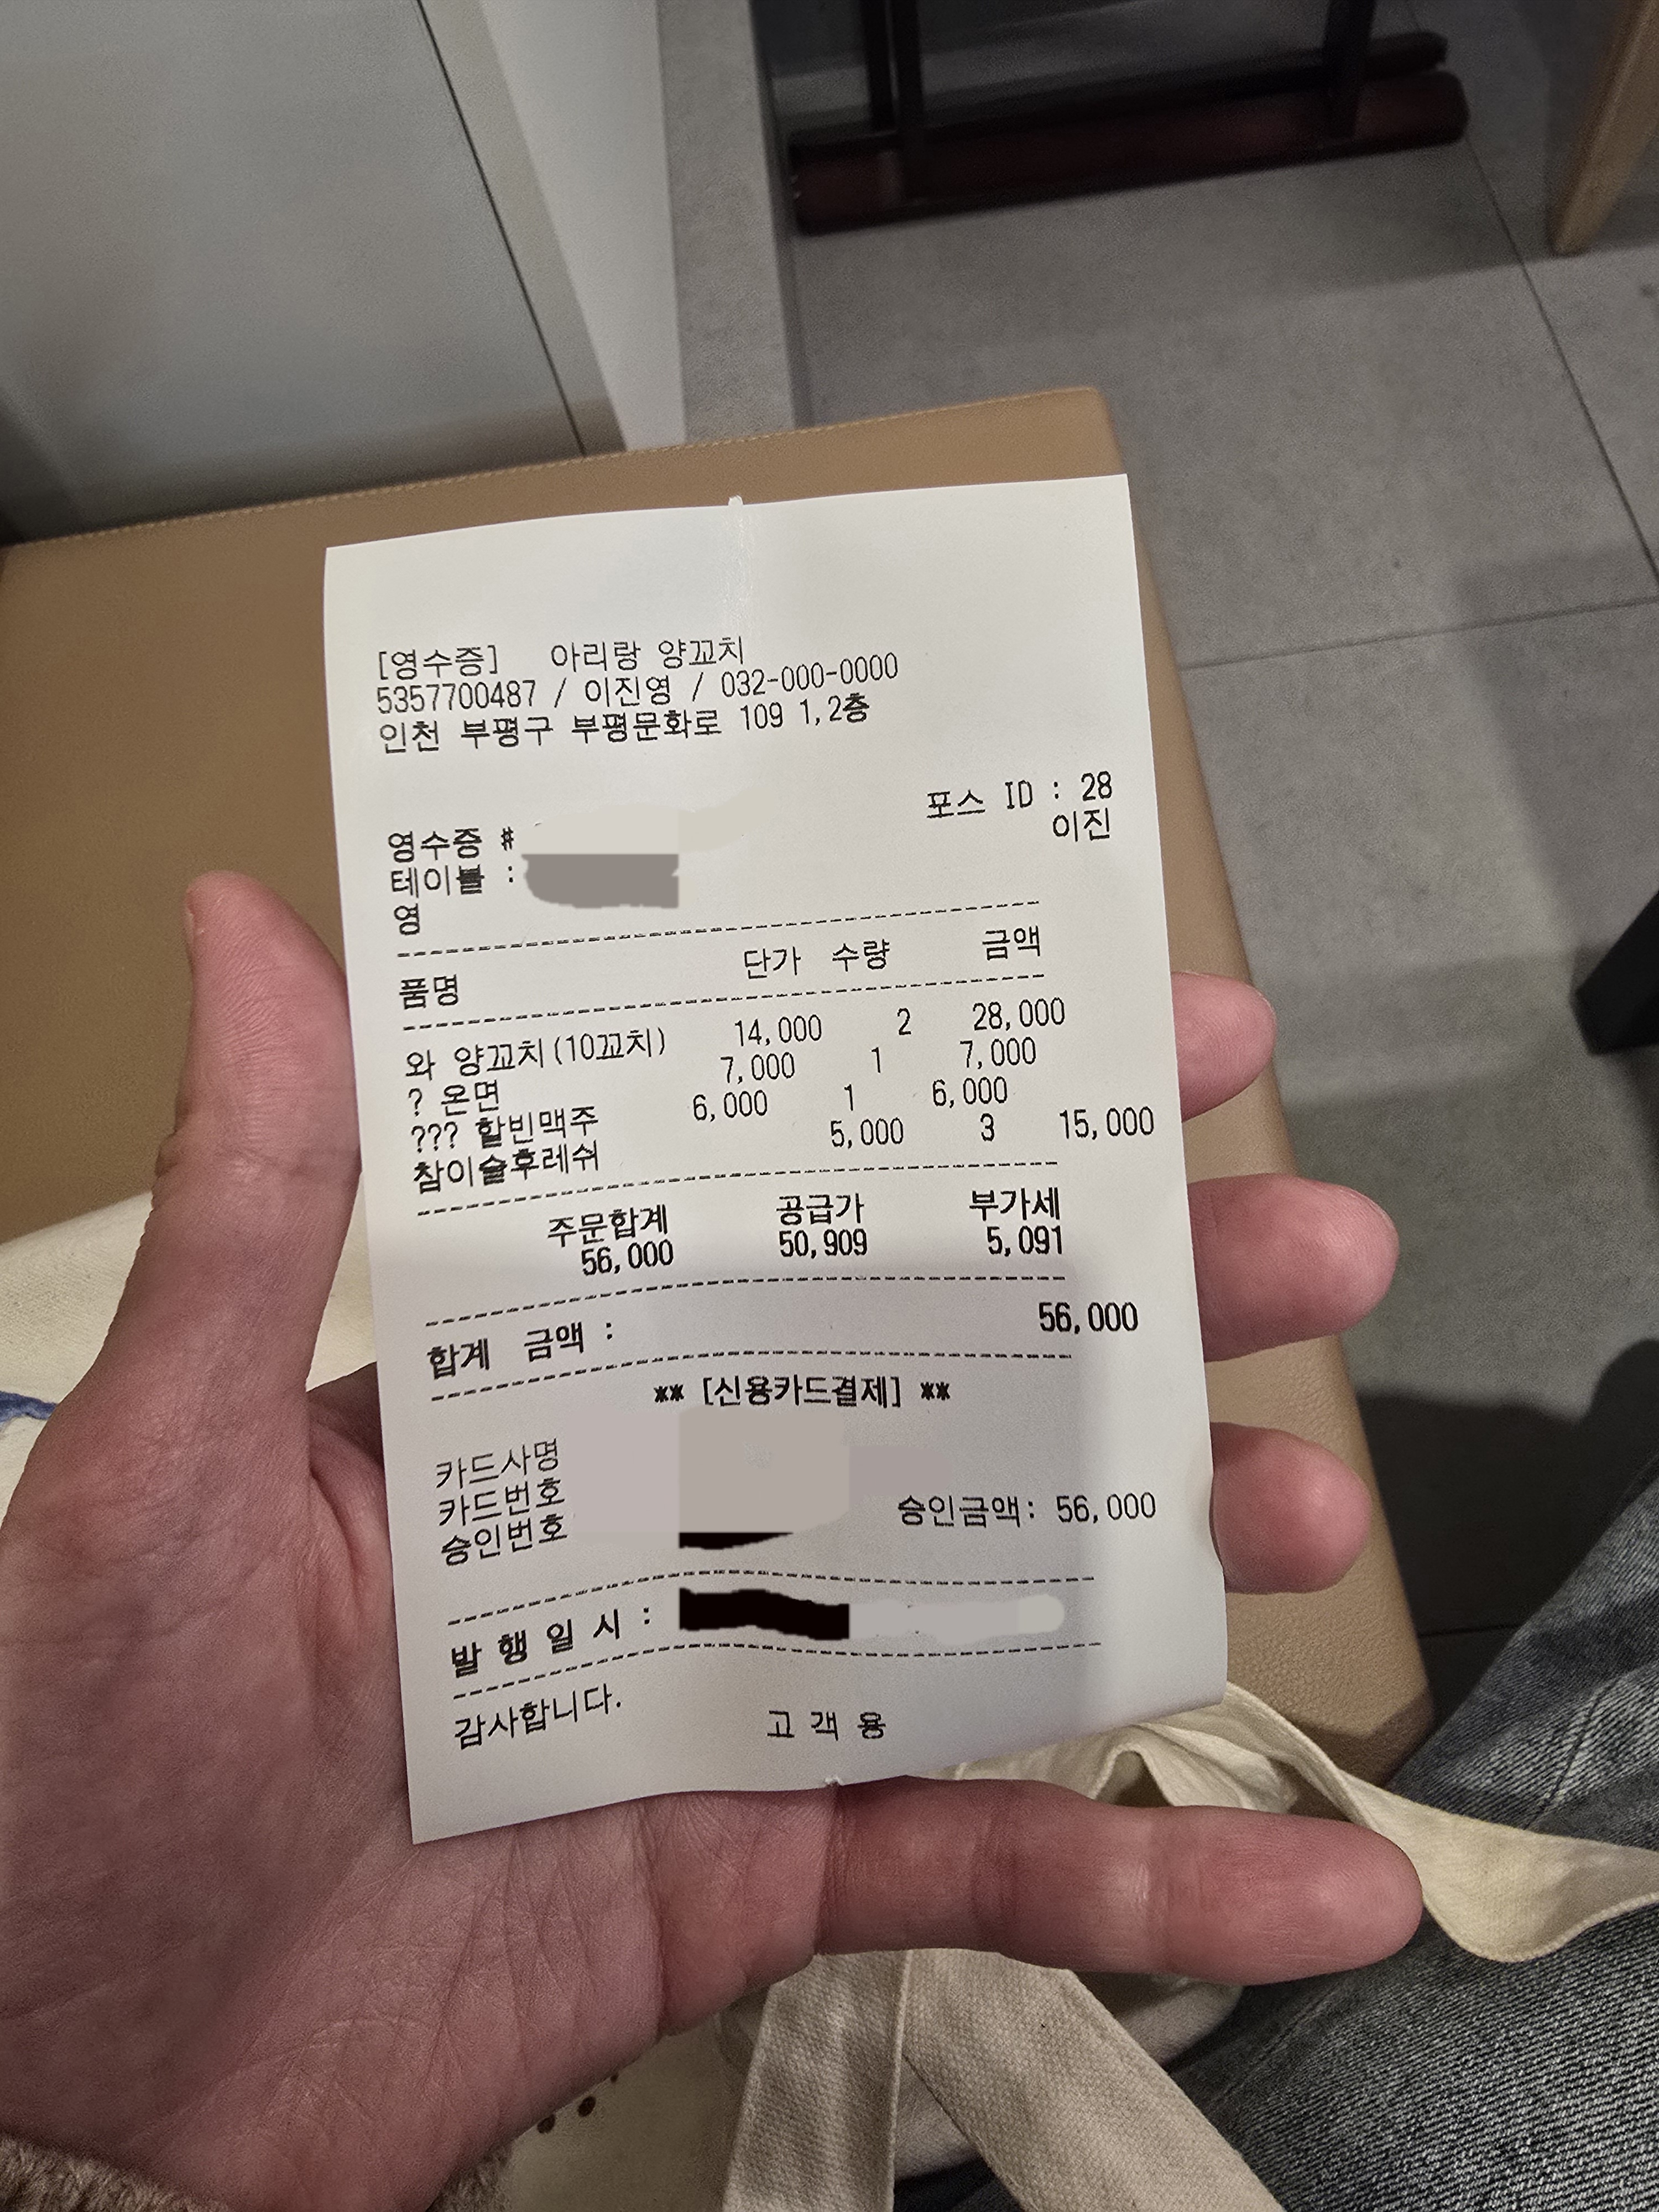 [영수증] 아리랑 양꼬치
5357700487 / 이진영 / 032-000-0000
인천 부평구 부평문화로 109 1,2층
포스 ID : 28
영수증 # 이진
테이블 :
영
품명 단가 수량 금액
와 양꼬치(10꼬치) 14,000 2 28,000
? 온면 7,000 1 7,000
??? 할빈맥주 6,000 1 6,000
참이슬후레쉬 5,000 3 15,000
주문합계 공급가 부가세
56,000 50,909 5,091
합계 금액 : 56,000
** [신용카드결제] **
카드사명
카드번호
승인번호 승인금액: 56,000
발 행 일 시 :
감사합니다.
고 객 용